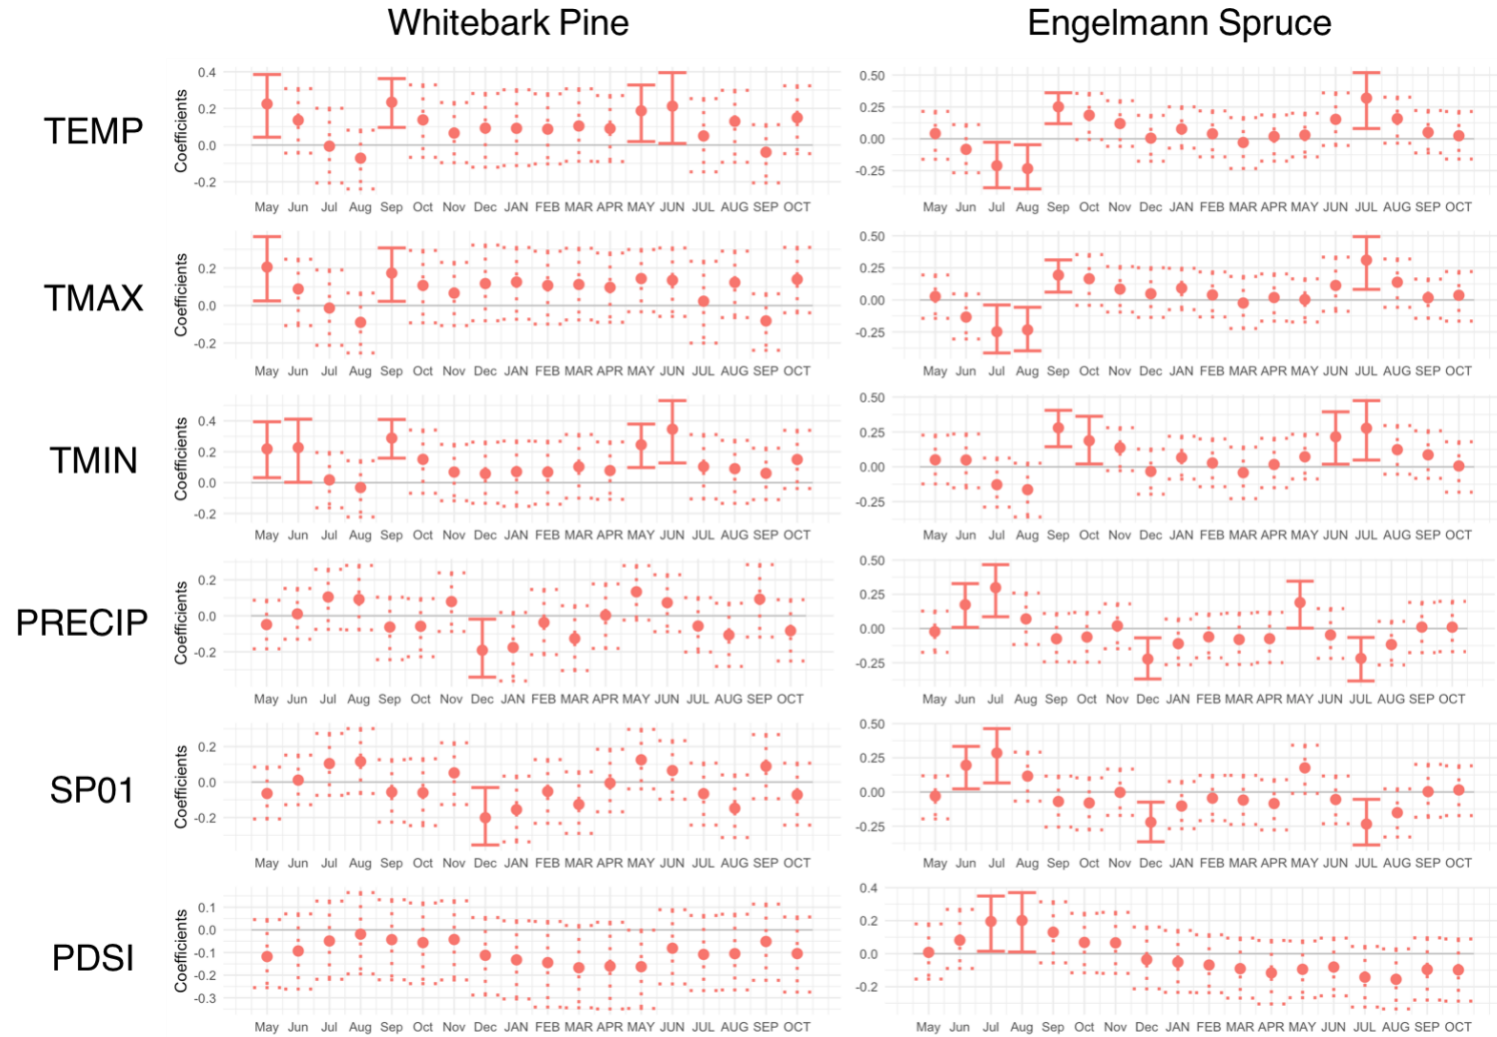 Whitebark Pine Engelmann Spruce
TEMP
Coefficients
0.4
0.2
0.0
-0.2
May Jun Jul Aug Sep Oct Nov Dec JAN FEB MAR APR MAY JUN JUL AUG SEP OCT
0.50
0.25
0.00
-0.25
May Jun Jul Aug Sep Oct Nov Dec JAN FEB MAR APR MAY JUN JUL AUG SEP OCT
TMAX
Coefficients
0.2
0.0
-0.2
May Jun Jul Aug Sep Oct Nov Dec JAN FEB MAR APR MAY JUN JUL AUG SEP OCT
0.50
0.25
0.00
-0.25
May Jun Jul Aug Sep Oct Nov Dec JAN FEB MAR APR MAY JUN JUL AUG SEP OCT
TMIN
Coefficients
0.4
0.2
0.0
-0.2
May Jun Jul Aug Sep Oct Nov Dec JAN FEB MAR APR MAY JUN JUL AUG SEP OCT
0.50
0.25
0.00
-0.25
May Jun Jul Aug Sep Oct Nov Dec JAN FEB MAR APR MAY JUN JUL AUG SEP OCT
PRECIP
Coefficients
0.2
0.0
-0.2
May Jun Jul Aug Sep Oct Nov Dec JAN FEB MAR APR MAY JUN JUL AUG SEP OCT
0.50
0.25
0.00
-0.25
May Jun Jul Aug Sep Oct Nov Dec JAN FEB MAR APR MAY JUN JUL AUG SEP OCT
SP01
Coefficients
0.2
0.0
-0.2
May Jun Jul Aug Sep Oct Nov Dec JAN FEB MAR APR MAY JUN JUL AUG SEP OCT
0.50
0.25
0.00
-0.25
May Jun Jul Aug Sep Oct Nov Dec JAN FEB MAR APR MAY JUN JUL AUG SEP OCT
PDSI
Coefficients
0.1
0.0
-0.1
-0.2
-0.3
May Jun Jul Aug Sep Oct Nov Dec JAN FEB MAR APR MAY JUN JUL AUG SEP OCT
0.4
0.2
0.0
-0.2
May Jun Jul Aug Sep Oct Nov Dec JAN FEB MAR APR MAY JUN JUL AUG SEP OCT